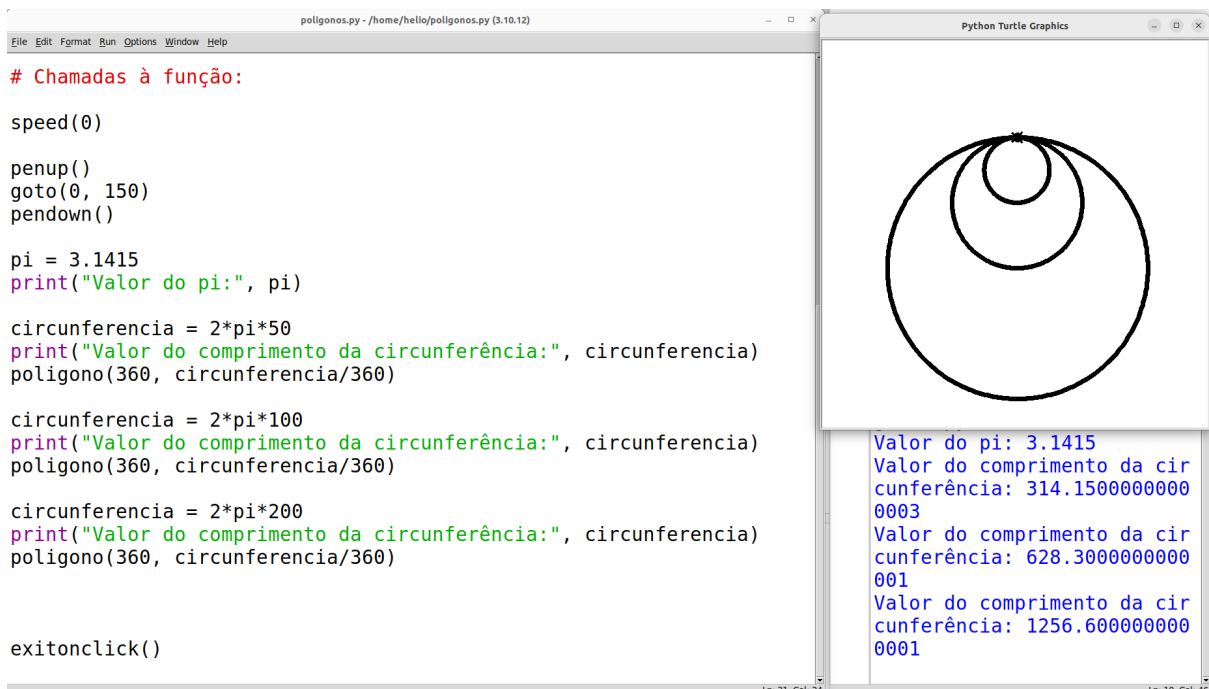 poligonos.py - /home/helio/poligonos.py (3.10.12)
File Edit Format Run Options Window Help
# Chamadas à função:
speed(0)
penup()
goto(0, 150)
pendown()
pi = 3.1415
print("Valor do pi:", pi)
circunferencia = 2*pi*50
print("Valor do comprimento da circunferência:", circunferencia)
poligono(360, circunferencia/360)
circunferencia = 2*pi*100
print("Valor do comprimento da circunferência:", circunferencia)
poligono(360, circunferencia/360)
circunferencia = 2*pi*200
print("Valor do comprimento da circunferência:", circunferencia)
poligono(360, circunferencia/360)
exitonclick()
Python Turtle Graphics
Valor do pi: 3.1415
Valor do comprimento da cir
cunferência: 314.1500000000
0003
Valor do comprimento da cir
cunferência: 628.3000000000
001
Valor do comprimento da cir
cunferência: 1256.600000000
0001